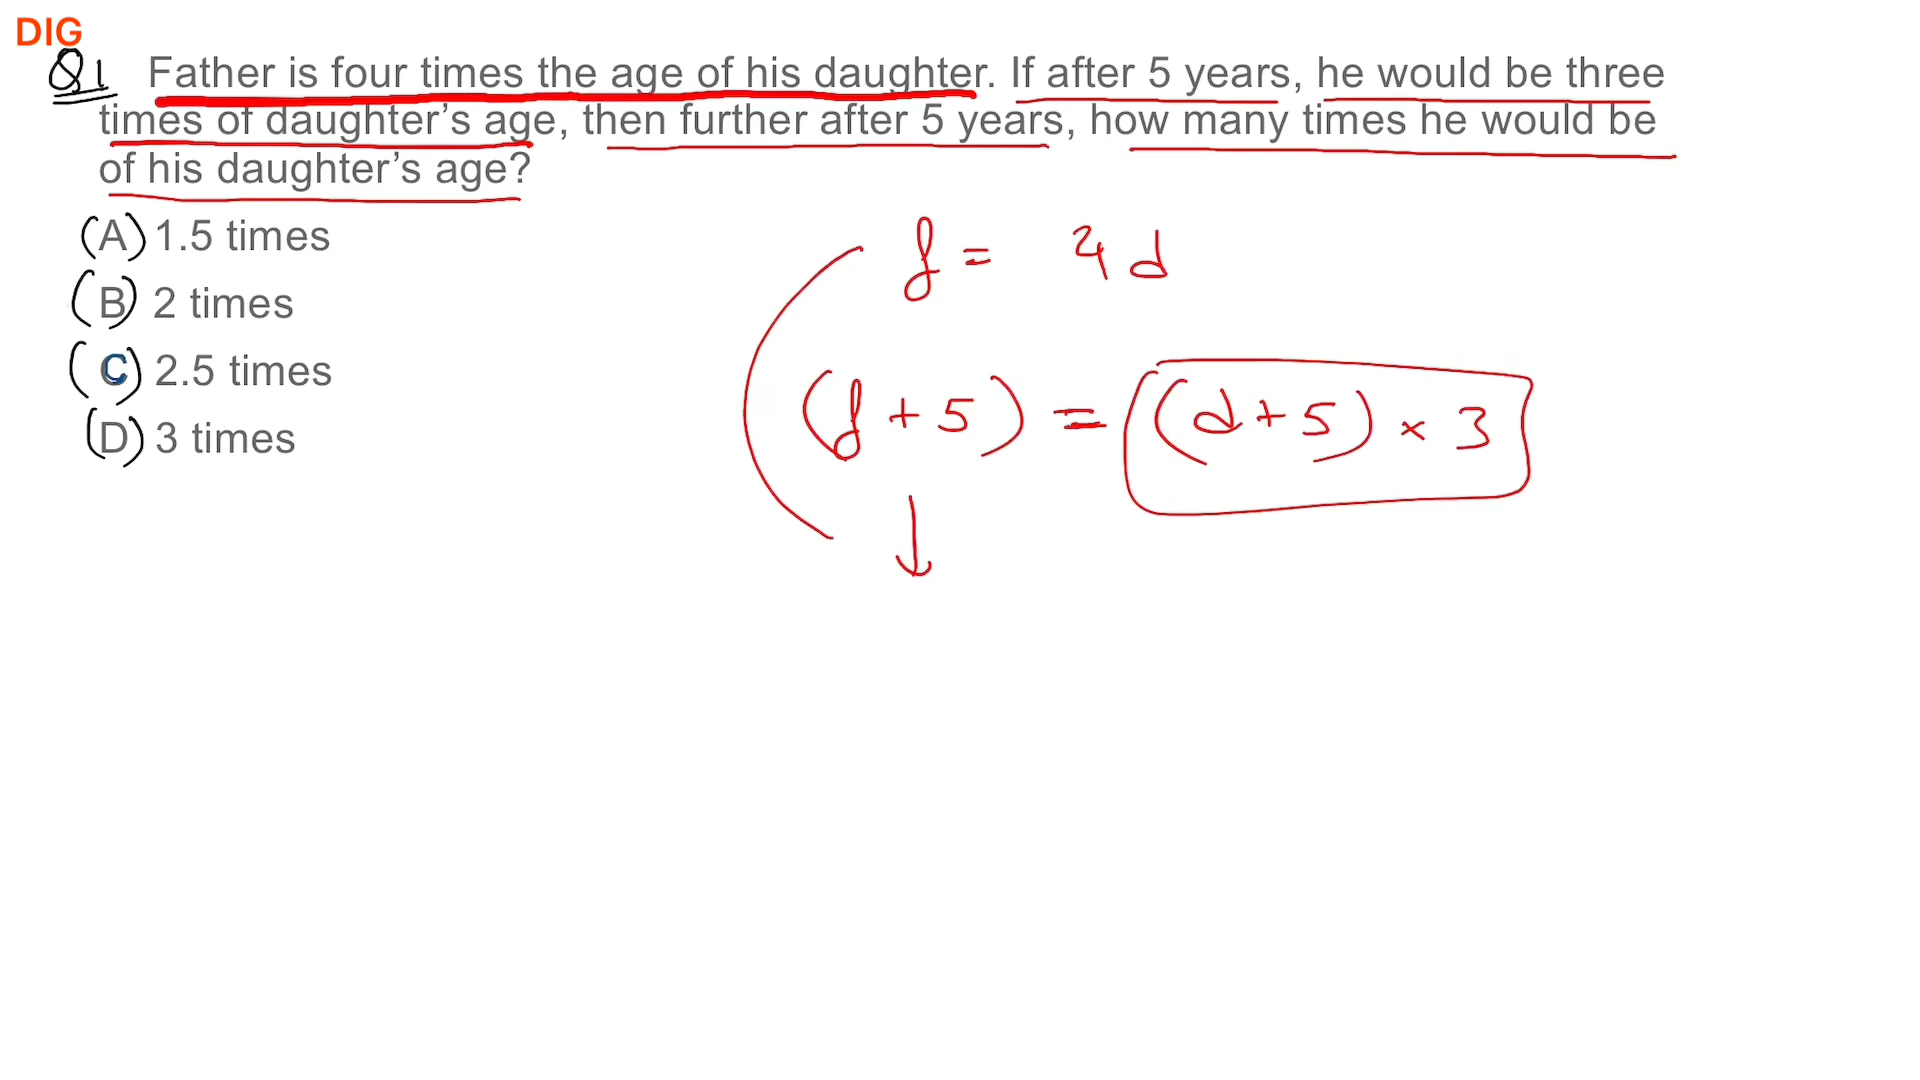 DIG
Q1 Father is four times the age of his daughter. If after 5 years, he would be three
times of daughter’s age, then further after 5 years, how many times he would be
of his daughter’s age?
(A) 1.5 times
(B) 2 times
(C) 2.5 times
(D) 3 times
f = 4d
(f + 5) = (d + 5) × 3